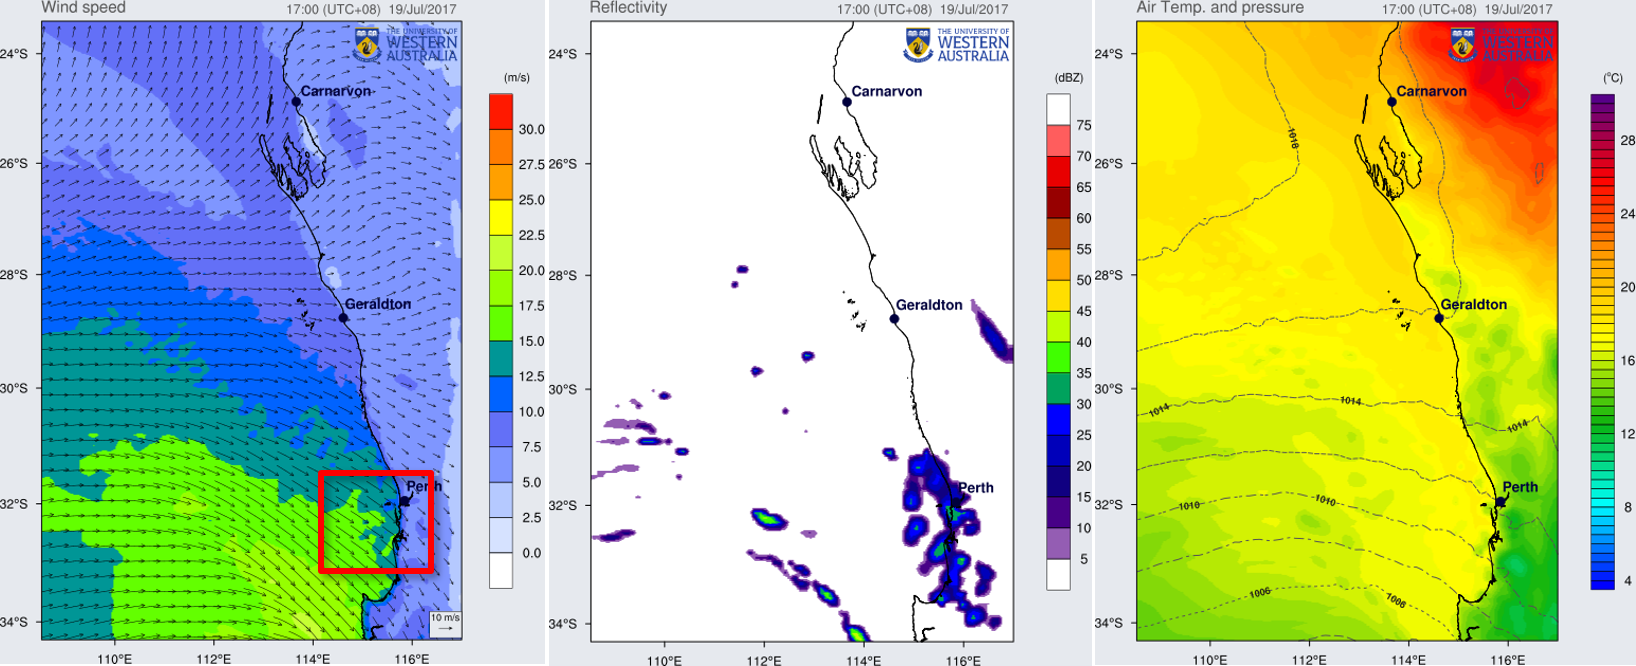 Wind speed 17:00 (UTC+08) 19/Jul/2017
THE UNIVERSITY OF
WESTERN
AUSTRALIA
24°S
26°S
28°S
30°S
32°S
34°S
Carnarvon
Geraldton
Perth
10 m/s
110°E 112°E 114°E 116°E
(m/s)
30.0
27.5
25.0
22.5
20.0
17.5
15.0
12.5
10.0
7.5
5.0
2.5
0.0
Reflectivity 17:00 (UTC+08) 19/Jul/2017
THE UNIVERSITY OF
WESTERN
AUSTRALIA
24°S
26°S
28°S
30°S
32°S
34°S
Carnarvon
Geraldton
Perth
110°E 112°E 114°E 116°E
(dBZ)
75
70
65
60
55
50
45
40
35
30
25
20
15
10
5
Air Temp. and pressure 17:00 (UTC+08) 19/Jul/2017
THE UNIVERSITY OF
WESTERN
AUSTRALIA
24°S
26°S
28°S
30°S
32°S
34°S
Carnarvon
Geraldton
Perth
1018
1014
1014
1014
1010
1010
1006
1006
110°E 112°E 114°E 116°E
(°C)
28
24
20
16
12
8
4